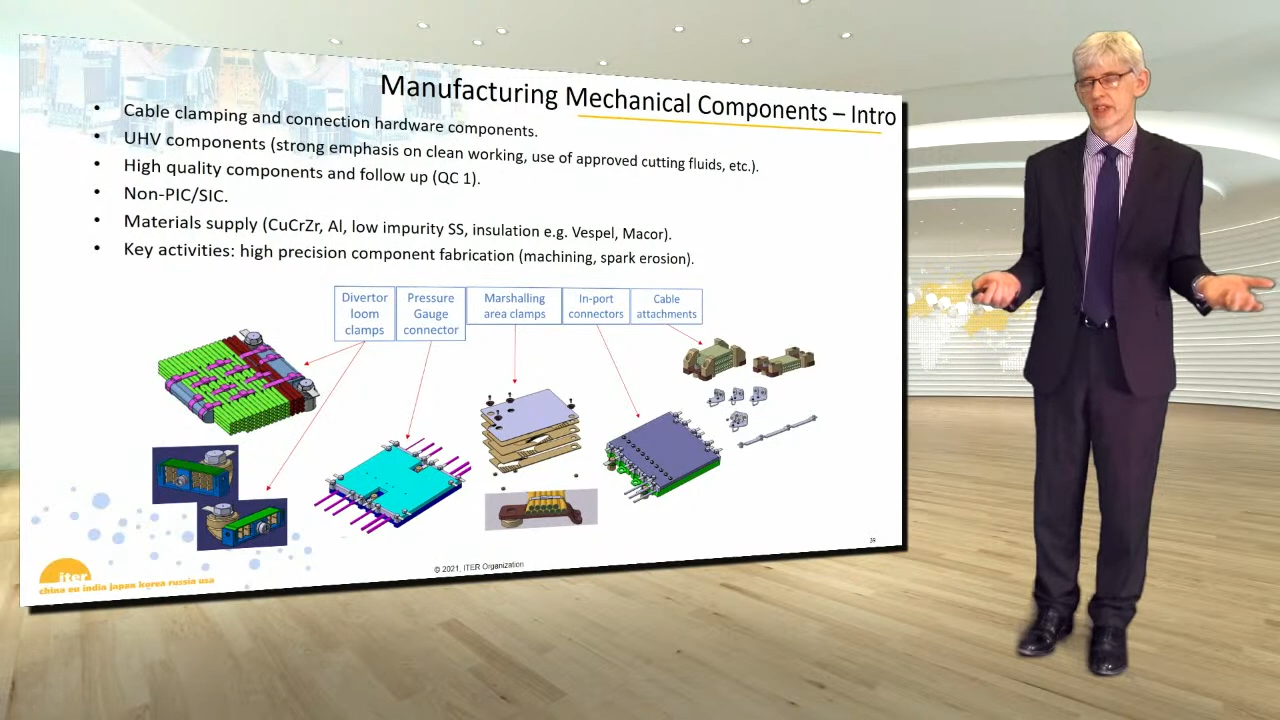 Manufacturing Mechanical Components – Intro
• Cable clamping and connection hardware components.
• UHV components (strong emphasis on clean working, use of approved cutting fluids, etc.).
• High quality components and follow up (QC 1).
• Non-PIC/SIC.
• Materials supply (CuCrZr, Al, low impurity SS, insulation e.g. Vespel, Macor).
• Key activities: high precision component fabrication (machining, spark erosion).
Divertor
loom
clamps
Pressure
Gauge
connector
Marshalling
area clamps
In-port
connectors
Cable
attachments
39
© 2021, ITER Organization
iter
china eu india japan korea russia usa